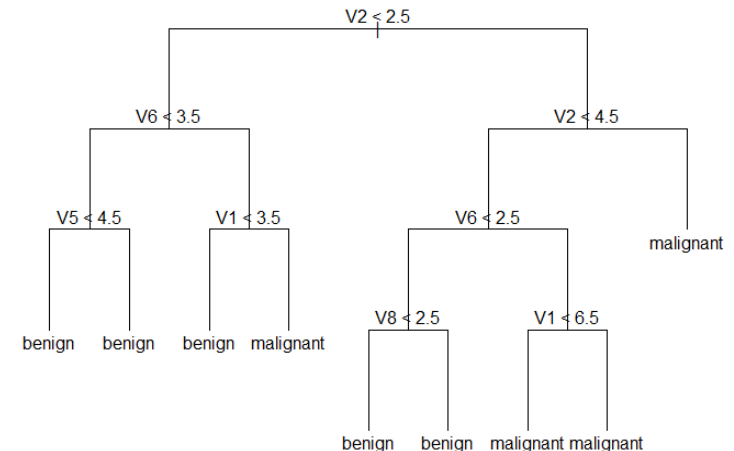 V2 < 2.5
V6 < 3.5 V2 < 4.5
V5 < 4.5 V1 < 3.5 V6 < 2.5
malignant
V8 < 2.5 V1 < 6.5
benign benign benign malignant
benign benign malignant malignant